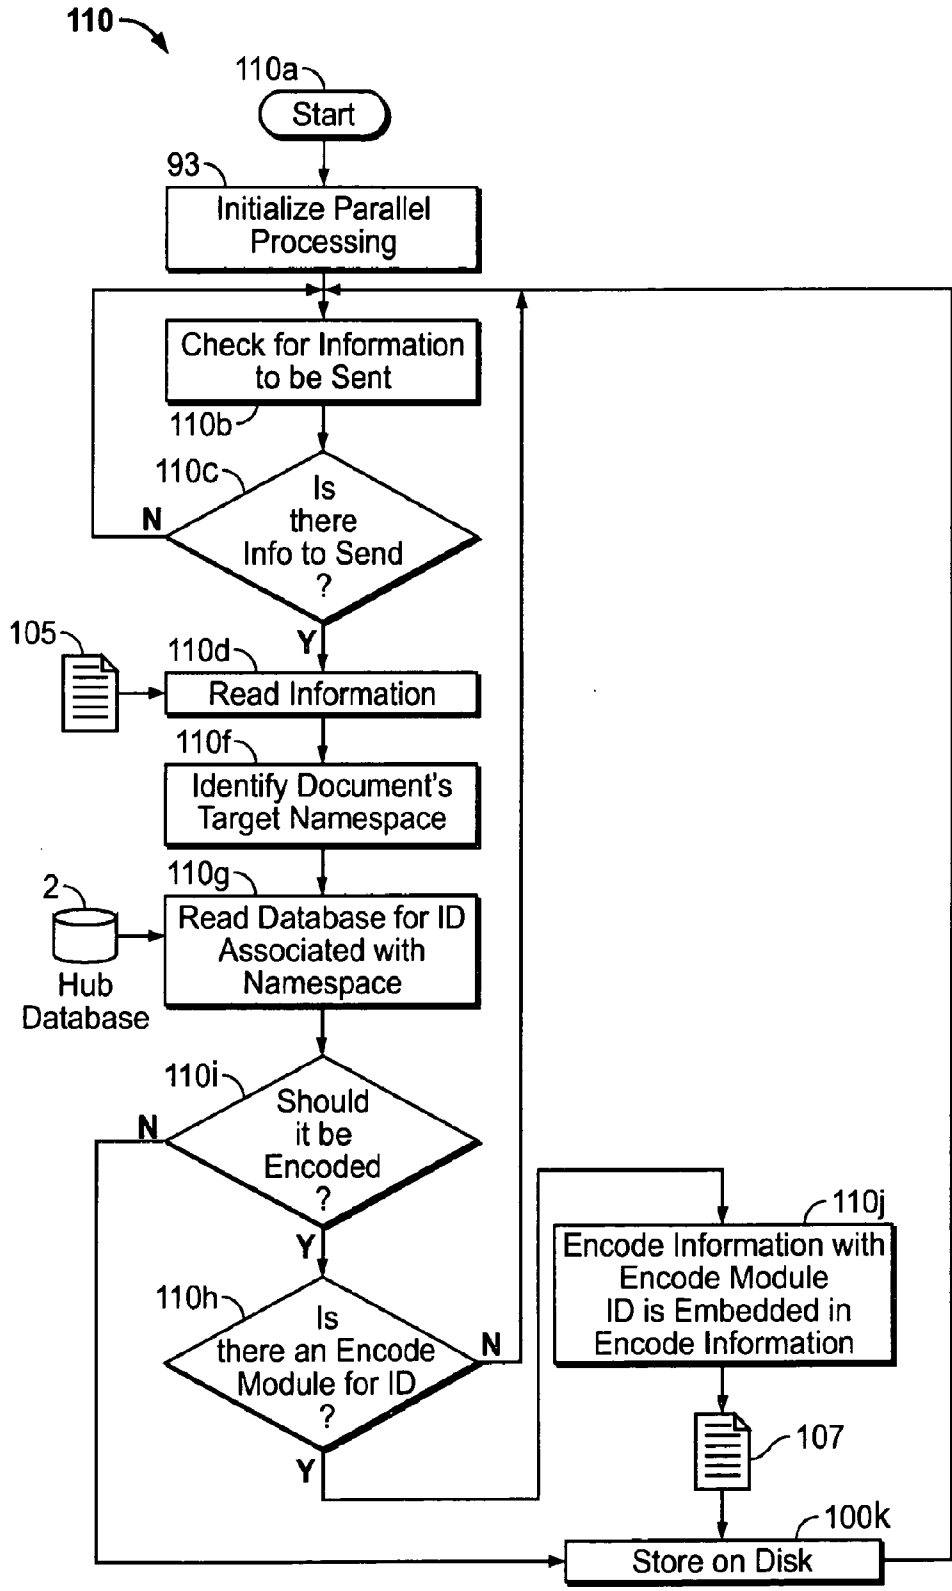 110
110a
Start
93
Initialize Parallel
Processing
Check for Information
to be Sent
110b
110c
Is
there
Info to Send
?
N
Y
105
110d
Read Information
110f
Identify Document's
Target Namespace
110g
2
Read Database for ID
Associated with
Namespace
Hub
Database
110i
Should
it be
Encoded
?
N
Y
110h
Is
there an Encode
Module for ID
?
N
Y
110j
Encode Information with
Encode Module
ID is Embedded in
Encode Information
107
100k
Store on Disk